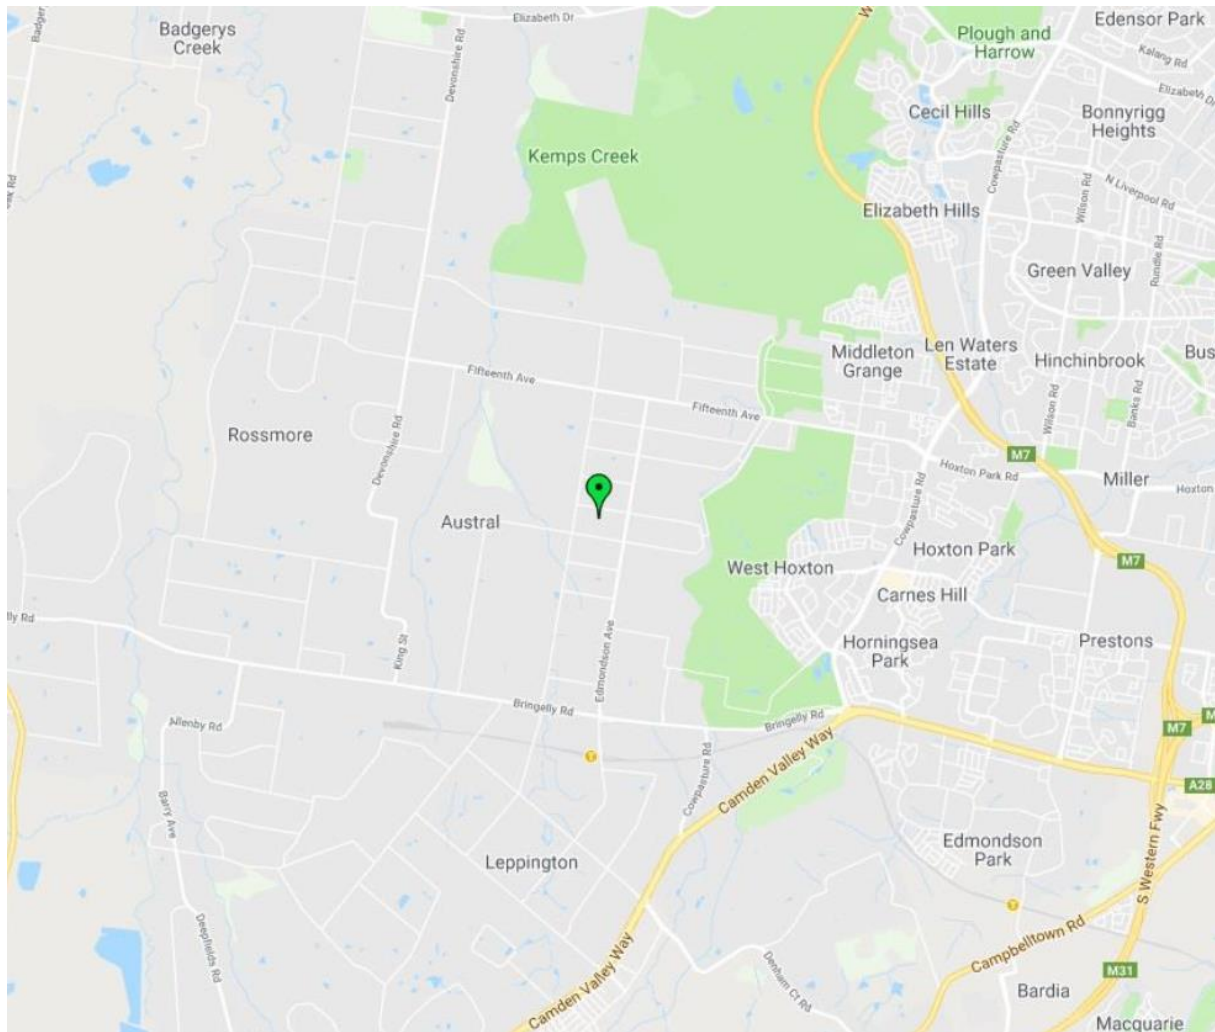 Elizabeth Dr
Edensor Park
Badgerys
Creek
Plough and
Harrow
Kalang Rd
Devonshire Rd
Elizabeth Dr
Cecil Hills
Bonnyrigg
Heights
Cowpasture Rd
Kemps Creek
N Liverpool Rd
Wilson Rd
Elizabeth Hills
Rundle Rd
Green Valley
Middleton
Grange
Len Waters
Estate
Hinchinbrook
Bus
Fifteenth Ave
Fifteenth Ave
Banks Rd
Wilson Rd
Rossmore
Devonshire Rd
M7
Hoxton Park Rd
Miller
Hoxton
Cowpasture Rd
Austral
Hoxton Park
M7
West Hoxton
Carnes Hill
lly Rd
Edmondson Ave
King St
Horningsea
Park
Prestons
Bringelly Rd
Bringelly Rd
Allenby Rd
M7
M
Camden Valley Way
Cowpasture Rd
A28
Barry Ave
S Western Fwy
Edmondson
Park
Leppington
Deepfields Rd
Campbelltown Rd
Denham Ct Rd
M31
Camden Valley Way
Bardia
Macquarie